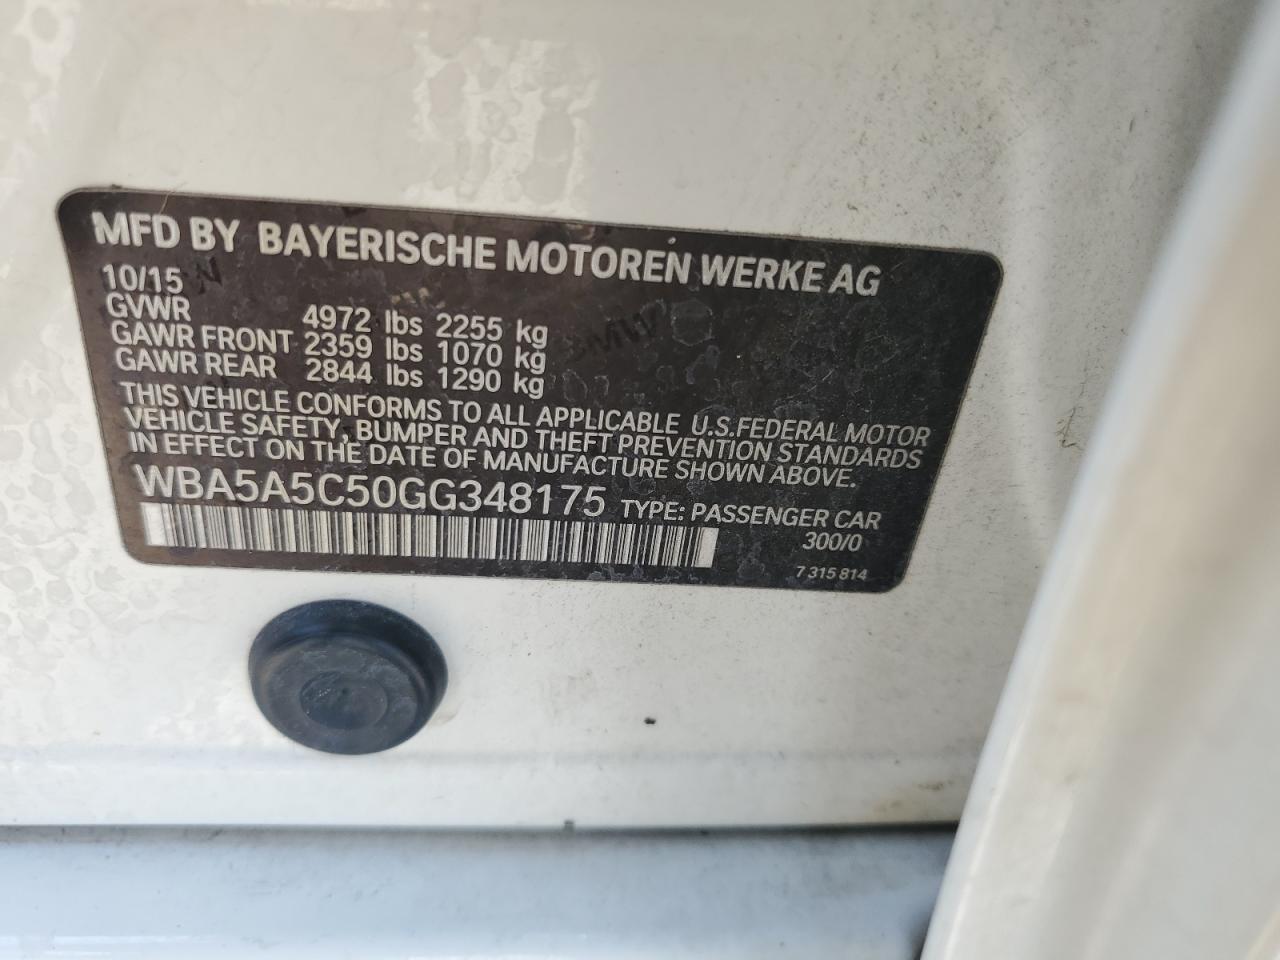 MFD BY BAYERISCHE MOTOREN WERKE AG
10/15
GVWR 4972 lbs 2255 kg
GAWR FRONT 2359 lbs 1070 kg
GAWR REAR 2844 lbs 1290 kg
THIS VEHICLE CONFORMS TO ALL APPLICABLE U.S.FEDERAL MOTOR
VEHICLE SAFETY, BUMPER AND THEFT PREVENTION STANDARDS
IN EFFECT ON THE DATE OF MANUFACTURE SHOWN ABOVE.
WBA5A5C50GG348175 TYPE: PASSENGER CAR
300/0
7 315 814